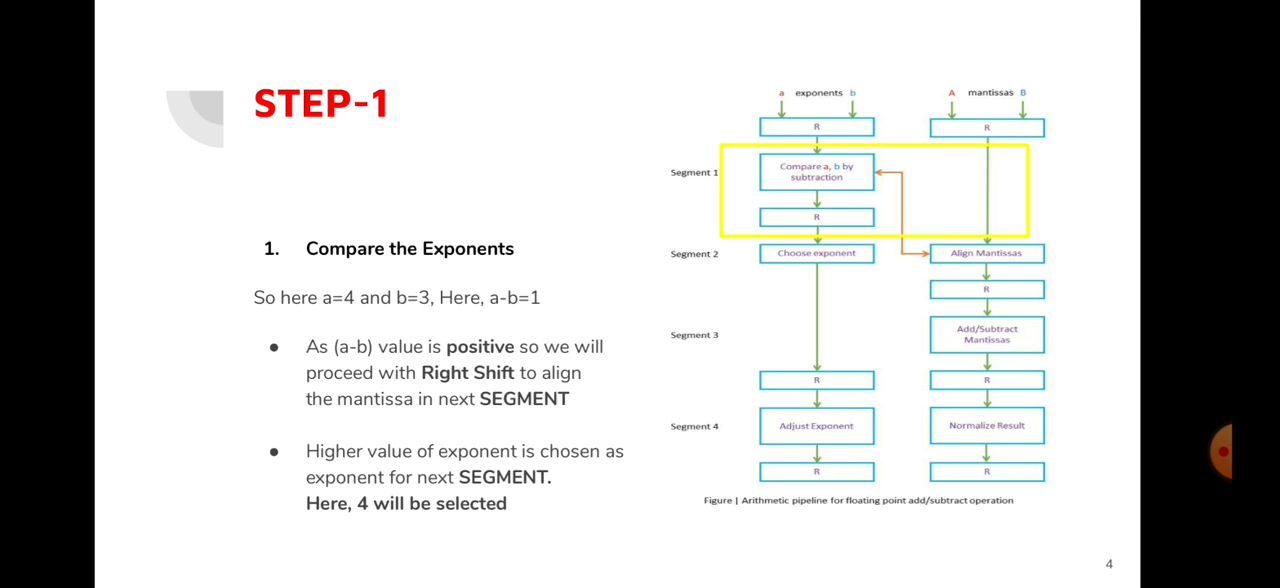 STEP-1
1. Compare the Exponents
So here a=4 and b=3, Here, a-b=1
● As (a-b) value is positive so we will
proceed with Right Shift to align
the mantissa in next SEGMENT
● Higher value of exponent is chosen as
exponent for next SEGMENT.
Here, 4 will be selected
a exponents b
A mantissas B
R
R
Segment 1
Compare a, b by
subtraction
R
Segment 2
Choose exponent
Align Mantissas
R
Segment 3
Add/Subtract
Mantissas
R
R
Segment 4
Adjust Exponent
Normalize Result
R
R
Figure | Arithmetic pipeline for floating point add/subtract operation
4